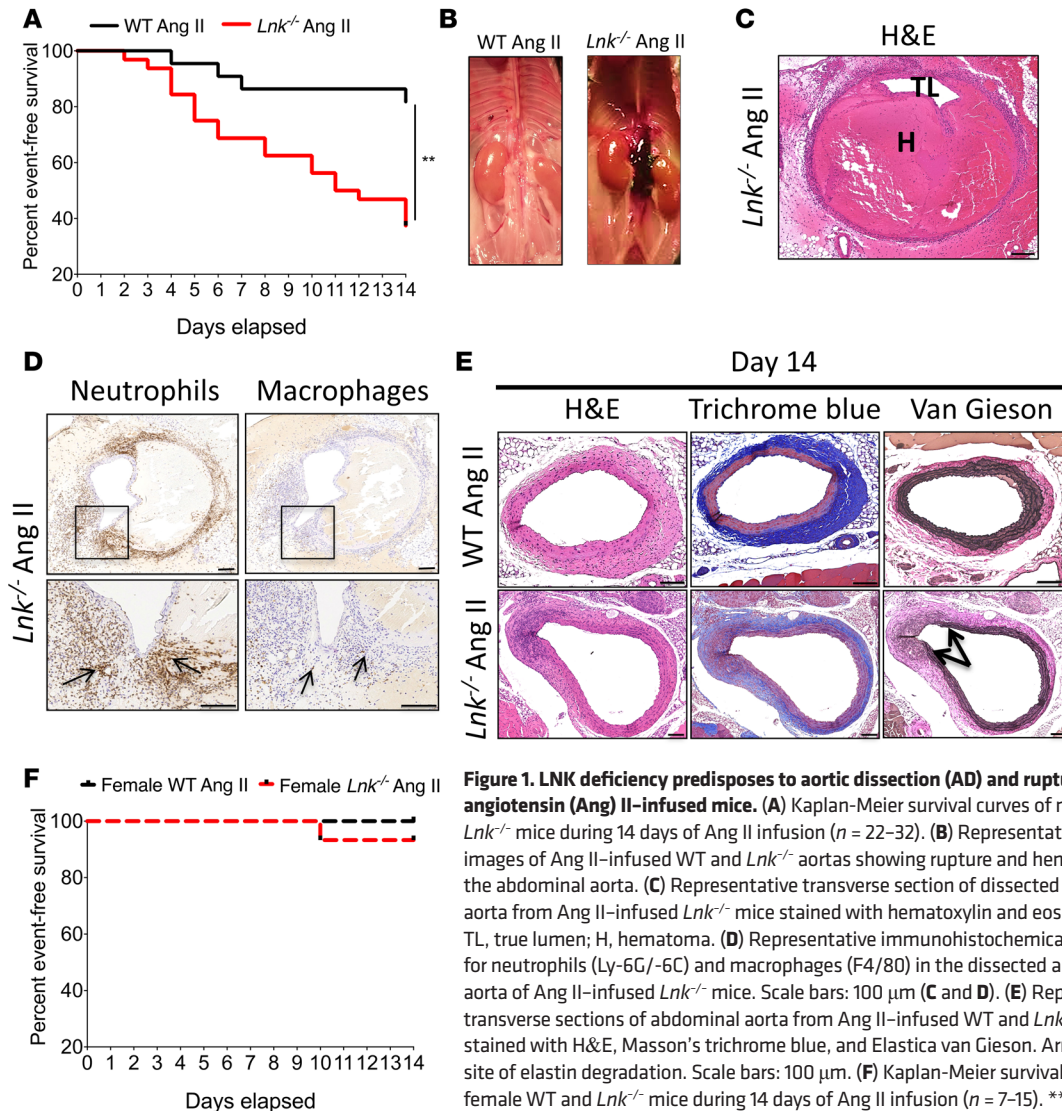 A
WT Ang II Lnk-/- Ang II
Percent event-free survival
100
80
60
40
20
**
0 1 2 3 4 5 6 7 8 9 10 11 12 13 14
Days elapsed
B
WT Ang II Lnk-/- Ang II
C
H&E
Lnk-/- Ang II
TL
H
D
Neutrophils Macrophages
Lnk-/- Ang II
E
Day 14
H&E Trichrome blue Van Gieson
WT Ang II
Lnk-/- Ang II
F
Female WT Ang II Female Lnk-/- Ang II
Percent event-free survival
100
80
60
40
20
0 1 2 3 4 5 6 7 8 9 10 11 12 13 14
Days elapsed
Figure 1. LNK deficiency predisposes to aortic dissection (AD) and ruptu
angiotensin (Ang) II–infused mice. (A) Kaplan-Meier survival curves of
Lnk-/- mice during 14 days of Ang II infusion (n = 22–32). (B) Representat
images of Ang II–infused WT and Lnk-/- aortas showing rupture and hen
the abdominal aorta. (C) Representative transverse section of dissected
aorta from Ang II–infused Lnk-/- mice stained with hematoxylin and eos
TL, true lumen; H, hematoma. (D) Representative immunohistochemica
for neutrophils (Ly-6G/-6C) and macrophages (F4/80) in the dissected a
aorta of Ang II–infused Lnk-/- mice. Scale bars: 100 μm (C and D). (E) Rep
transverse sections of abdominal aorta from Ang II–infused WT and Lnk
stained with H&E, Masson's trichrome blue, and Elastica van Gieson. Ar
site of elastin degradation. Scale bars: 100 μm. (F) Kaplan-Meier survival
female WT and Lnk-/- mice during 14 days of Ang II infusion (n = 7–15). **